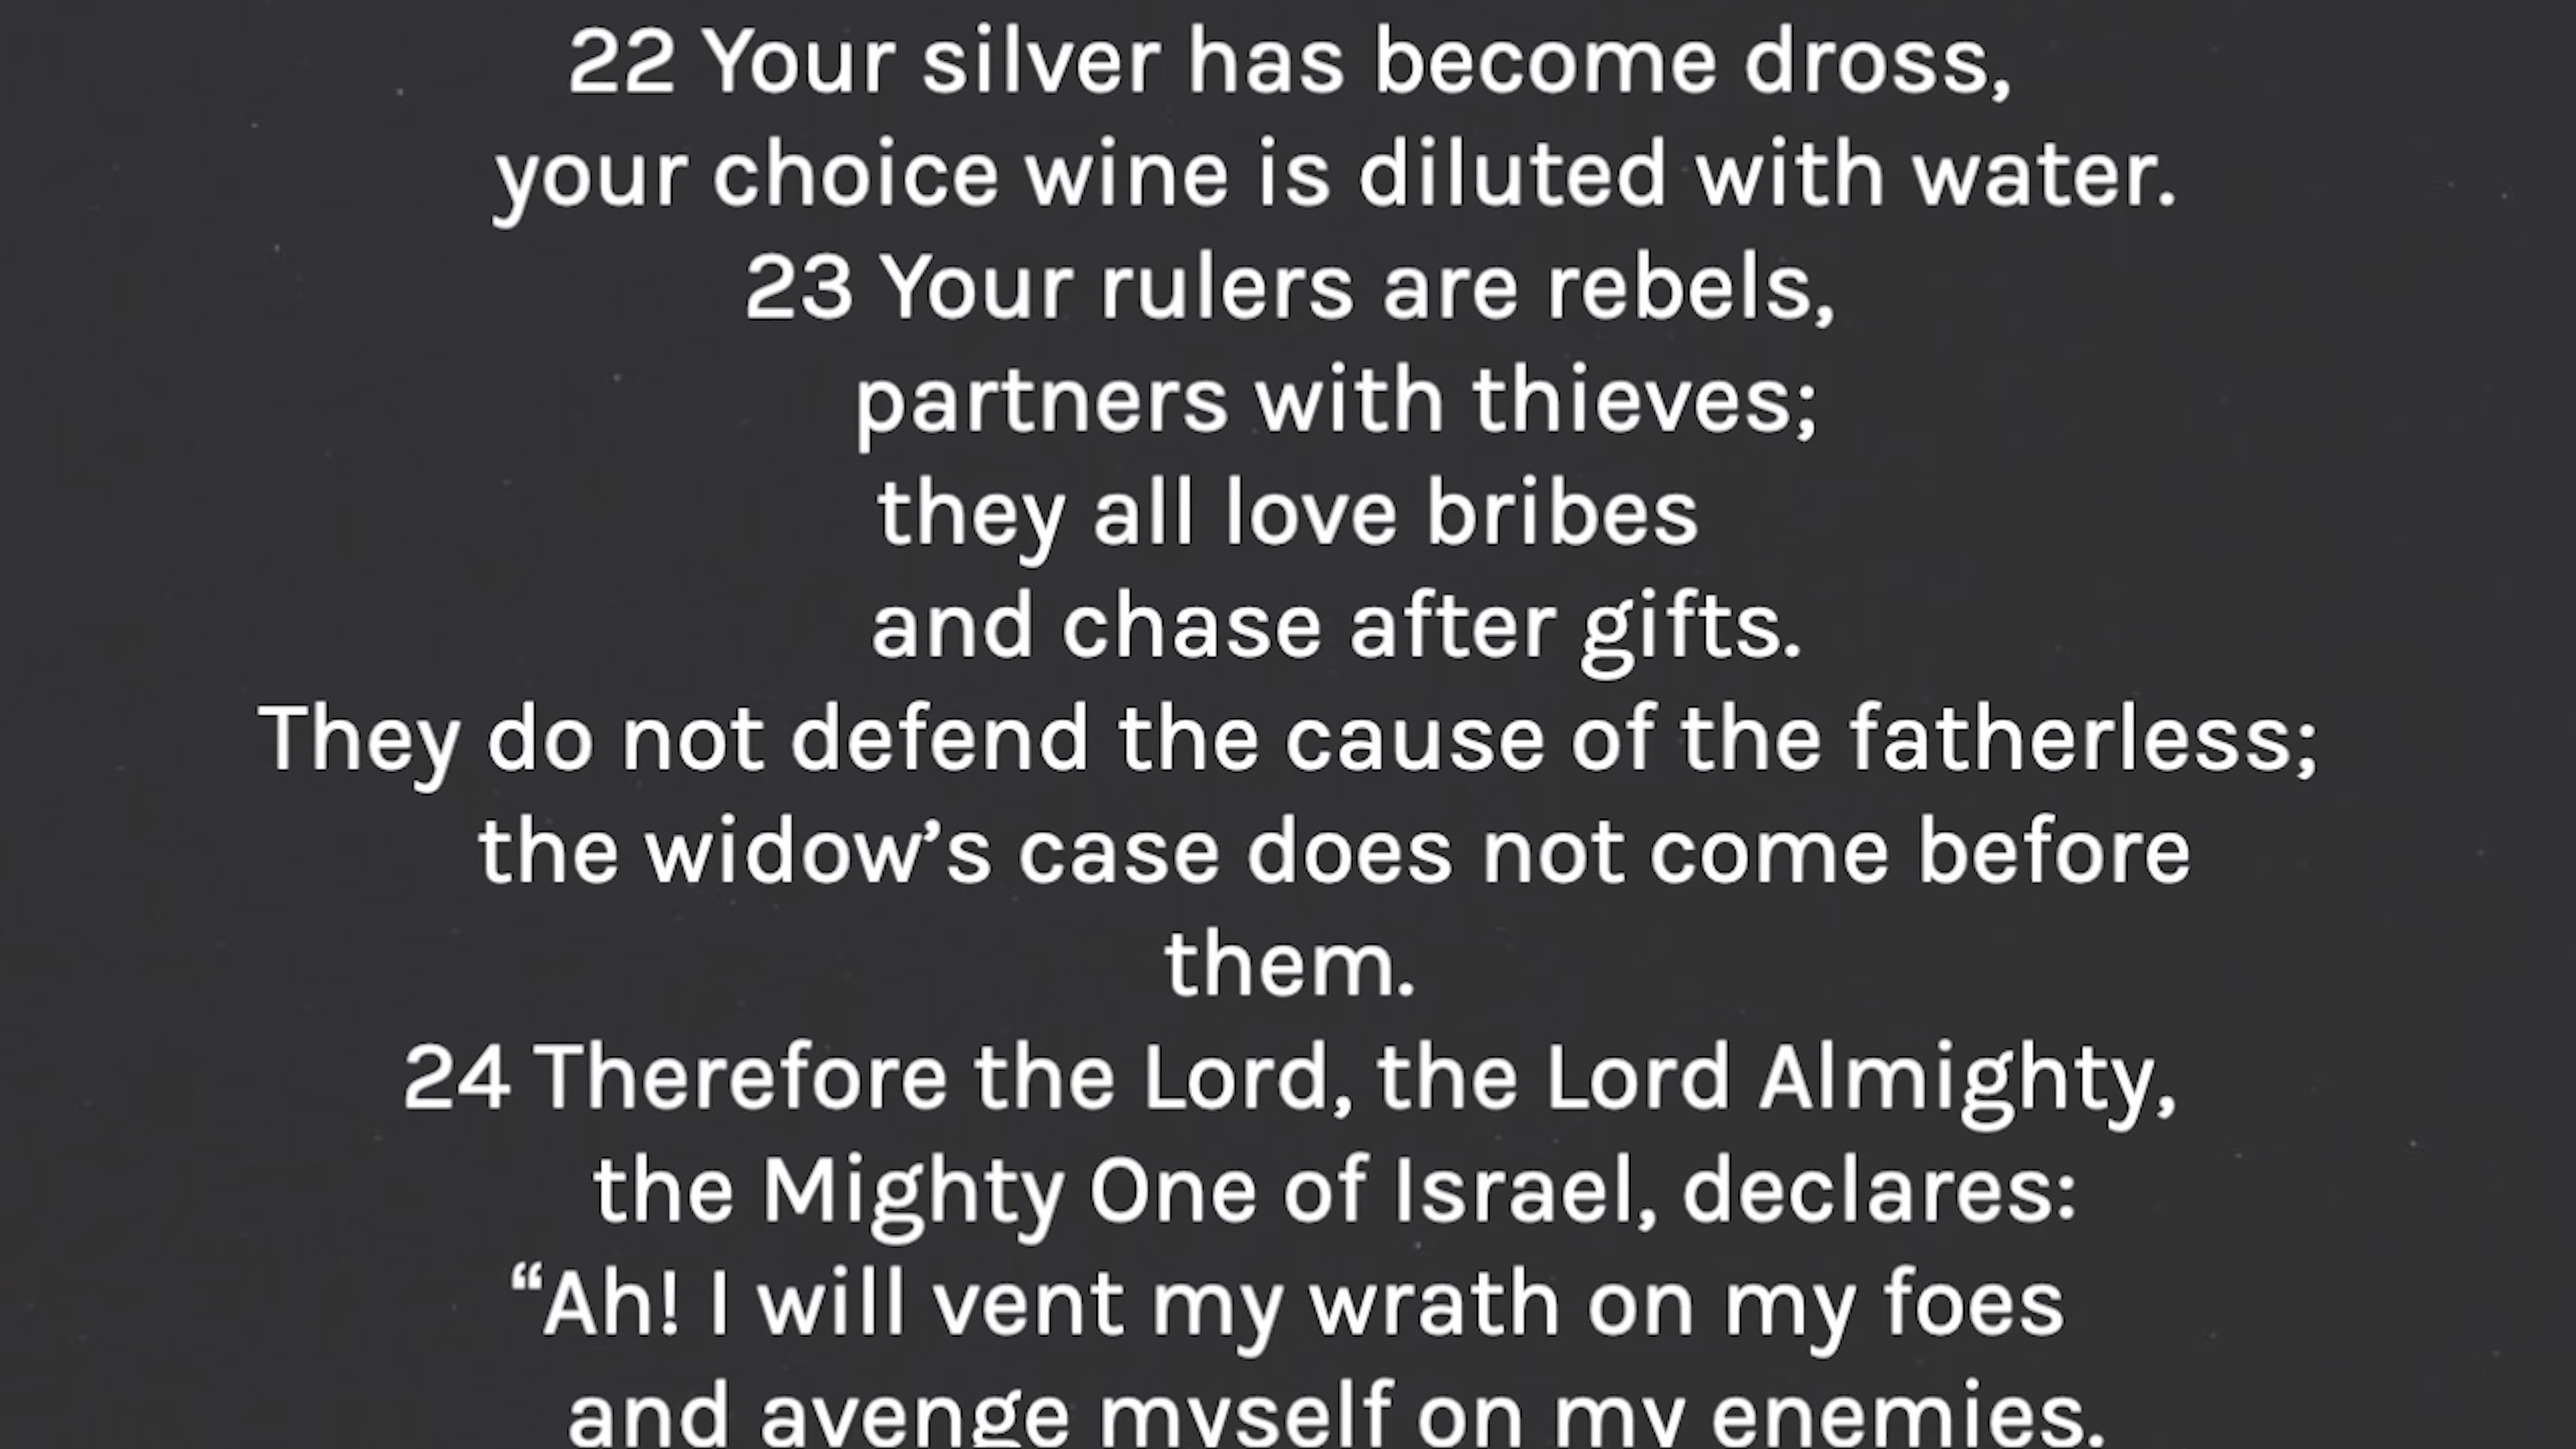 22 Your silver has become dross,
your choice wine is diluted with water.
23 Your rulers are rebels,
partners with thieves;
they all love bribes
and chase after gifts.
They do not defend the cause of the fatherless;
the widow’s case does not come before
them.
24 Therefore the Lord, the Lord Almighty,
the Mighty One of Israel, declares:
“Ah! I will vent my wrath on my foes
and avenge myself on my enemies.